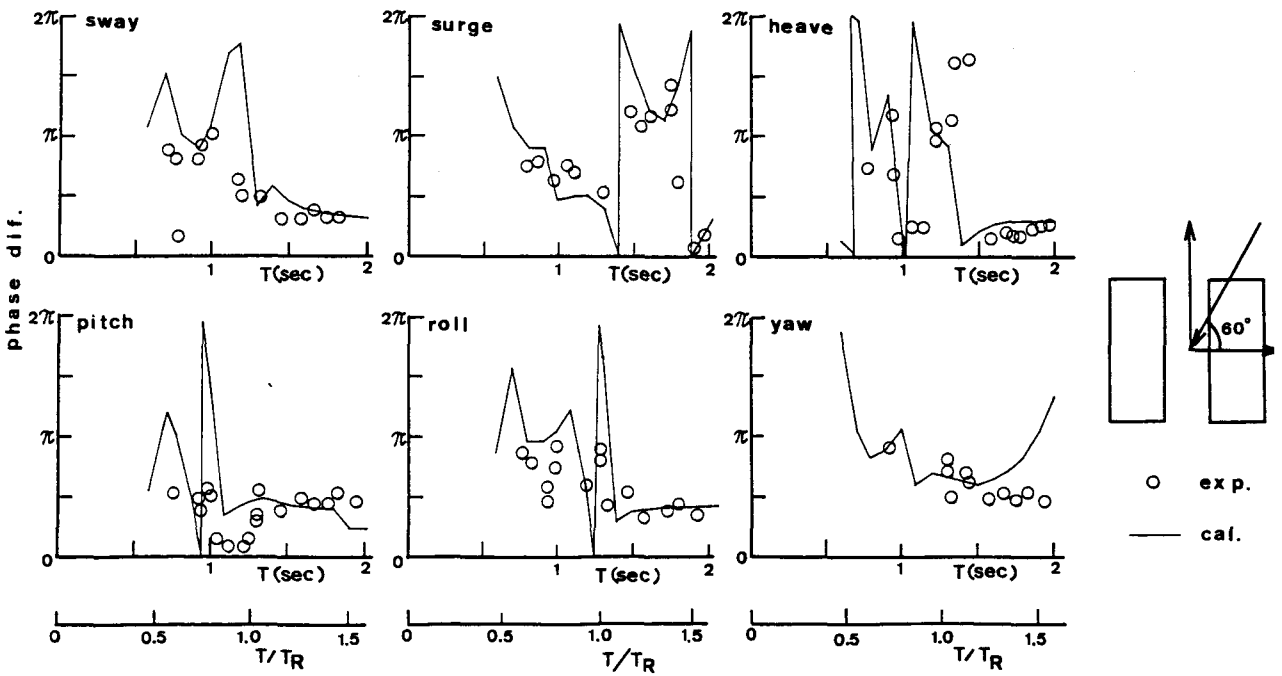 2π sway
π
0 1 T(sec) 2
2π surge
π
0 1 T(sec) 2
2π heave
π
0 1 T(sec) 2
phase dif.
2π pitch
π
0 1 T(sec) 2
2π roll
π
0 1 T(sec) 2
2π yaw
π
0 1 T(sec) 2
60°
exp.
cal.
0 0.5 1.0 1.5
T/TR
0 0.5 1.0 1.5
T/TR
0 0.5 1.0 1.5
T/TR